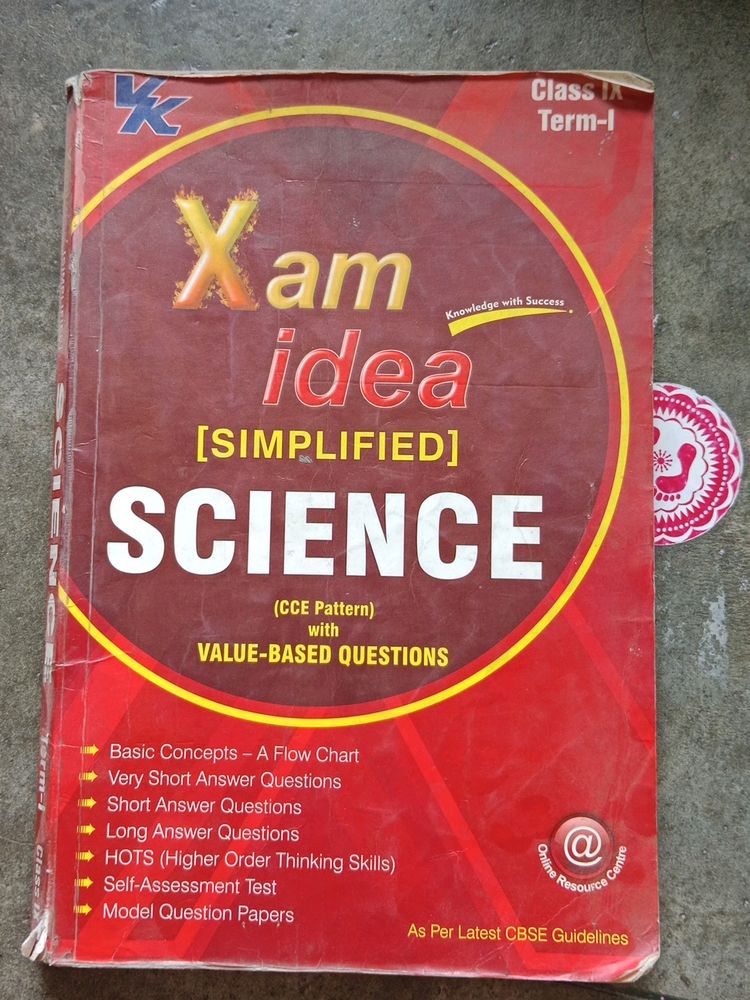 VK
Class IX
Term-I
Xam
idea
Knowledge with Success
[SIMPLIFIED]
SCIENCE
(CCE Pattern)
with
VALUE-BASED QUESTIONS
Basic Concepts – A Flow Chart
Very Short Answer Questions
Short Answer Questions
Long Answer Questions
HOTS (Higher Order Thinking Skills)
Self-Assessment Test
Model Question Papers
@
Online Resource Centre
As Per Latest CBSE Guidelines
SCIENCE
Term-I
Class